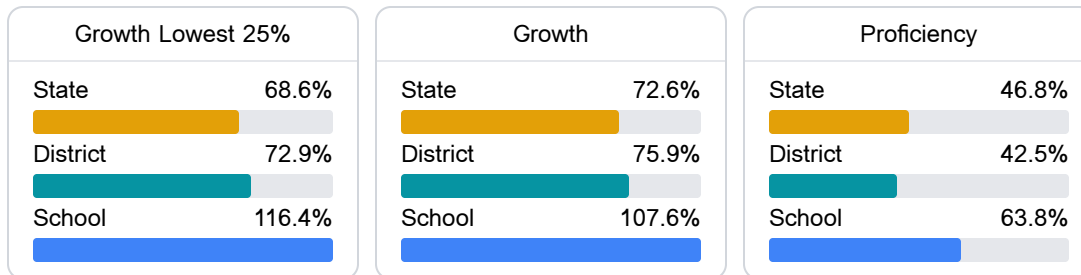 Growth Lowest 25%
State 68.6%
District 72.9%
School 116.4%
Growth
State 72.6%
District 75.9%
School 107.6%
Proficiency
State 46.8%
District 42.5%
School 63.8%